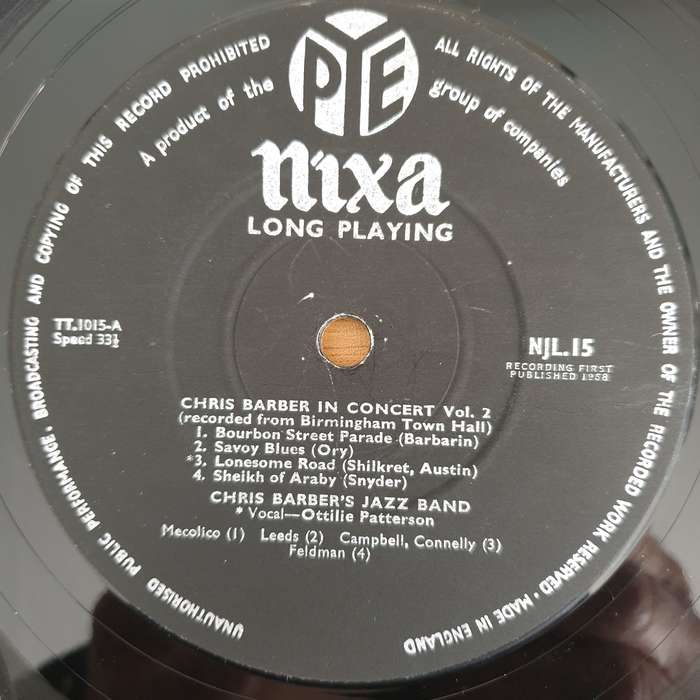 UNAUTHORISED PUBLIC PERFORMANCE, BROADCASTING AND COPYING OF THIS RECORD PROHIBITED
ALL RIGHTS OF THE MANUFACTURERS AND THE OWNER OF THE RECORDED WORK RESERVED · MADE IN ENGLAND
PYE
A product of the group of companies
nixa
LONG PLAYING
TT.1015-A
Speed 33⅓
NJL.15
RECORDING FIRST
PUBLISHED 1958
CHRIS BARBER IN CONCERT Vol. 2
(recorded from Birmingham Town Hall)
1. Bourbon Street Parade (Barbarin)
2. Savoy Blues (Ory)
*3. Lonesome Road (Shilkret, Austin)
4. Sheikh of Araby (Snyder)
CHRIS BARBER'S JAZZ BAND
* Vocal—Ottilie Patterson
Mecolico (1) Leeds (2) Campbell, Connelly (3)
Feldman (4)